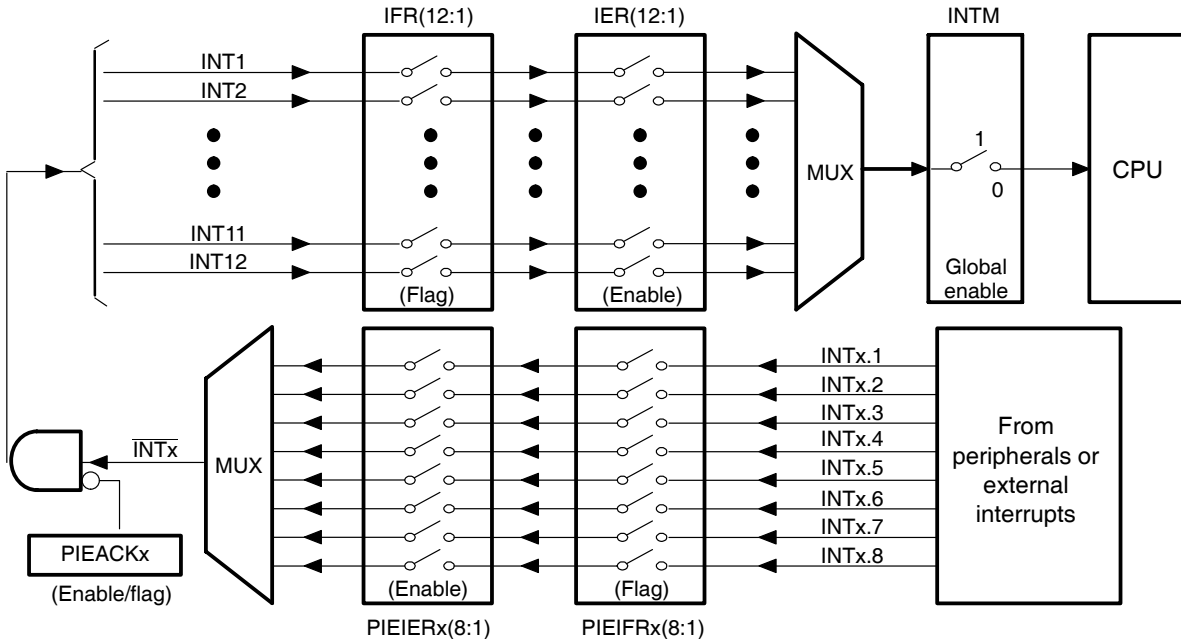 IFR(12:1)
IER(12:1)
INTM
INT1
INT2
1
MUX
0
CPU
INT11
INT12
(Flag)
(Enable)
Global
enable
INTx.1
INTx.2
INTx.3
INTx.4
INTx.5
INTx.6
INTx.7
INTx.8
From
peripherals or
external
interrupts
INTx
MUX
PIEACKx
(Enable/flag)
(Enable)
(Flag)
PIEIERx(8:1)
PIEIFRx(8:1)